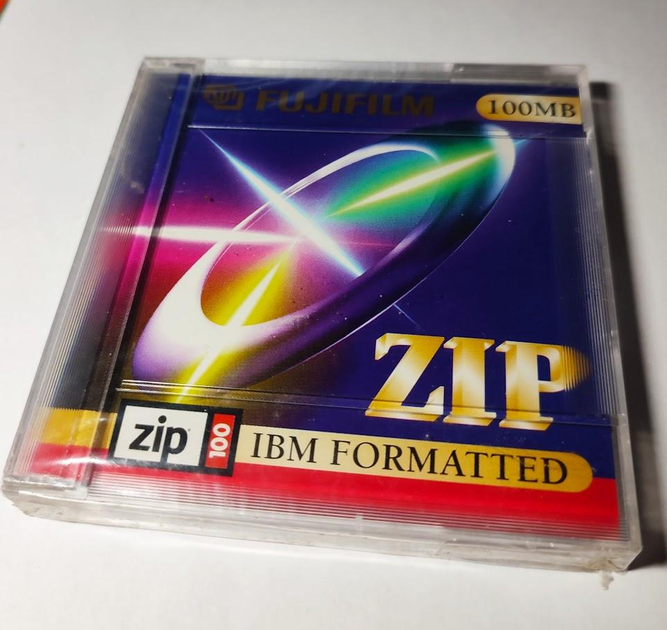 FUJIFILM
100MB
ZIP
zip 100
IBM FORMATTED